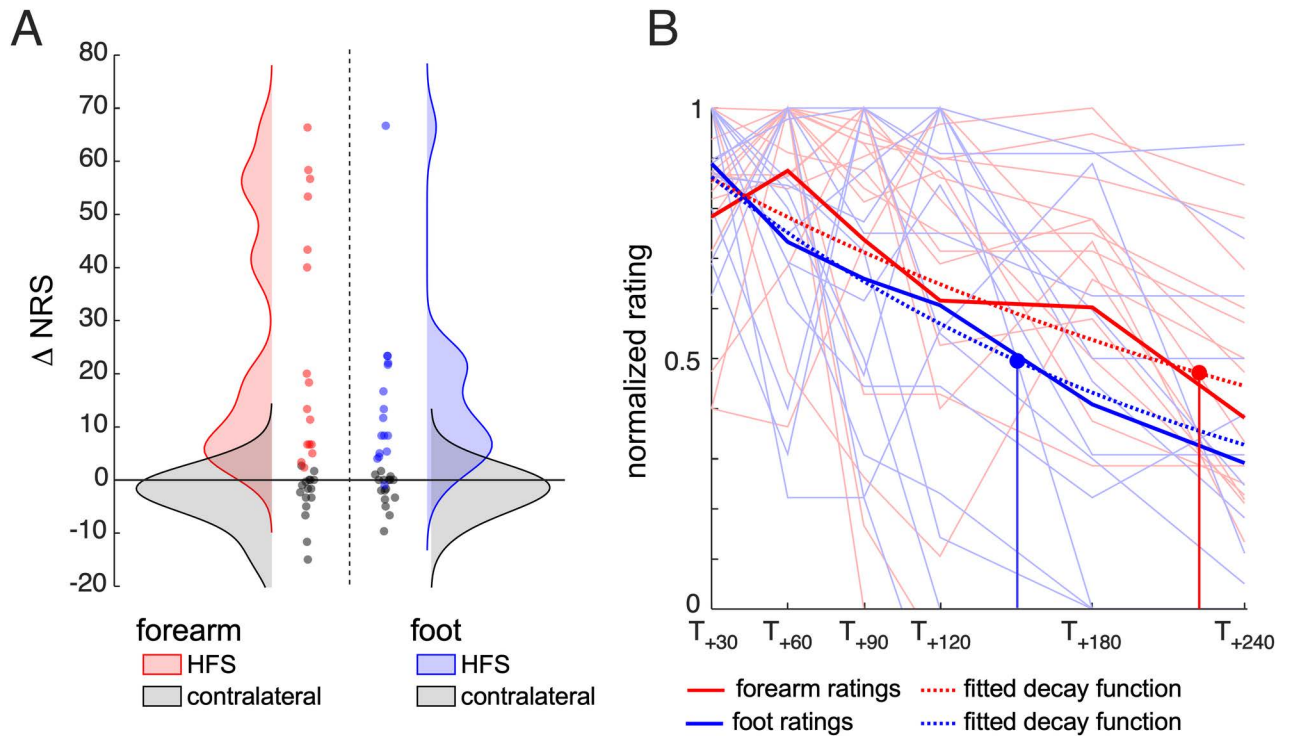 A
80
70
60
50
40
30
20
10
0
-10
-20
Δ NRS
forearm
HFS
contralateral
foot
HFS
contralateral
B
1
0.5
0
normalized rating
T+30 T+60 T+90 T+120 T+180 T+240
forearm ratings fitted decay function
foot ratings fitted decay function